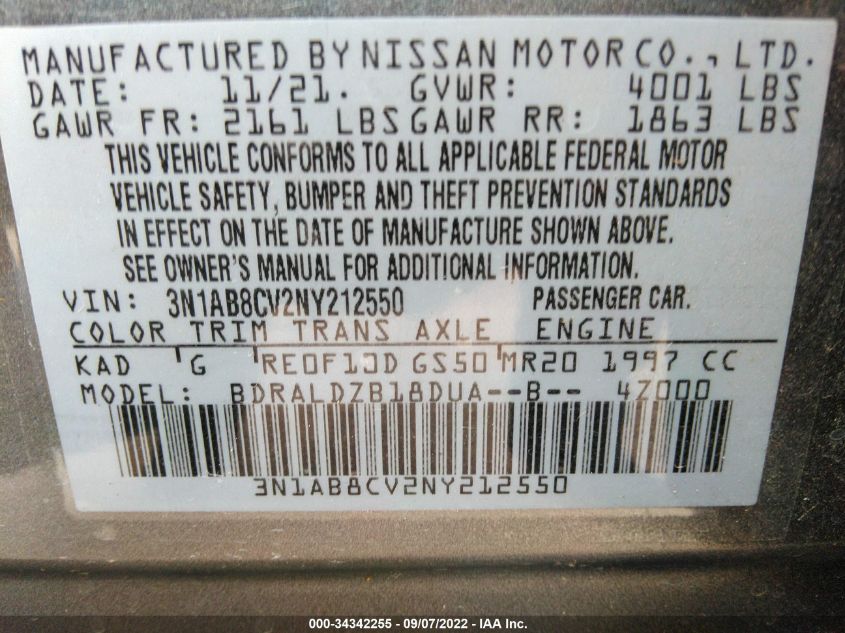 MANUFACTURED BY NISSAN MOTOR CO., LTD.
DATE: 11/21. GVWR: 4001 LBS
GAWR FR: 2161 LBS GAWR RR: 1863 LBS
THIS VEHICLE CONFORMS TO ALL APPLICABLE FEDERAL MOTOR
VEHICLE SAFETY, BUMPER AND THEFT PREVENTION STANDARDS
IN EFFECT ON THE DATE OF MANUFACTURE SHOWN ABOVE.
SEE OWNER'S MANUAL FOR ADDITIONAL INFORMATION.
VIN: 3N1AB8CV2NY212550 PASSENGER CAR.
COLOR TRIM TRANS AXLE ENGINE
KAD G RE0F10D GS50 MR20 1997 CC
MODEL: BDRALDZB18DUA--B-- 4Z000
3N1AB8CV2NY212550
000-34342255 - 09/07/2022 - IAA Inc.